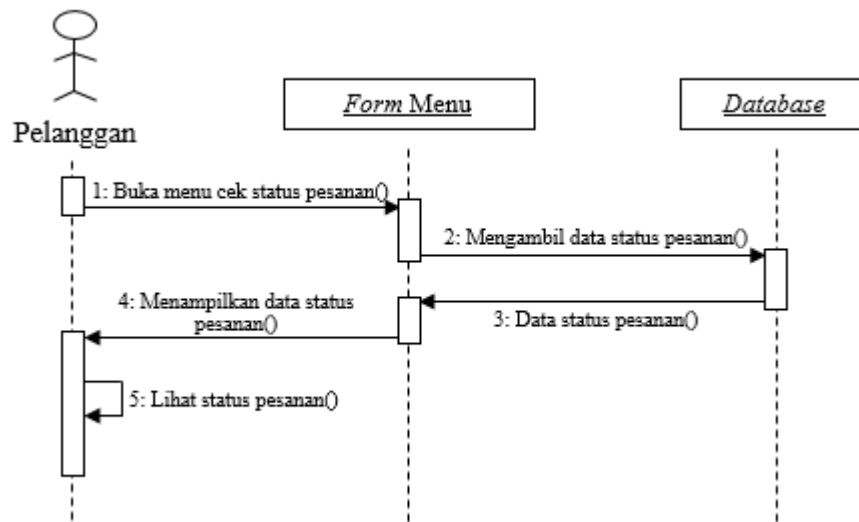 Form Menu
Database
Pelanggan
1: Buka menu cek status pesanan()
2: Mengambil data status pesanan()
4: Menampilkan data status
pesanan()
3: Data status pesanan()
5: Lihat status pesanan()